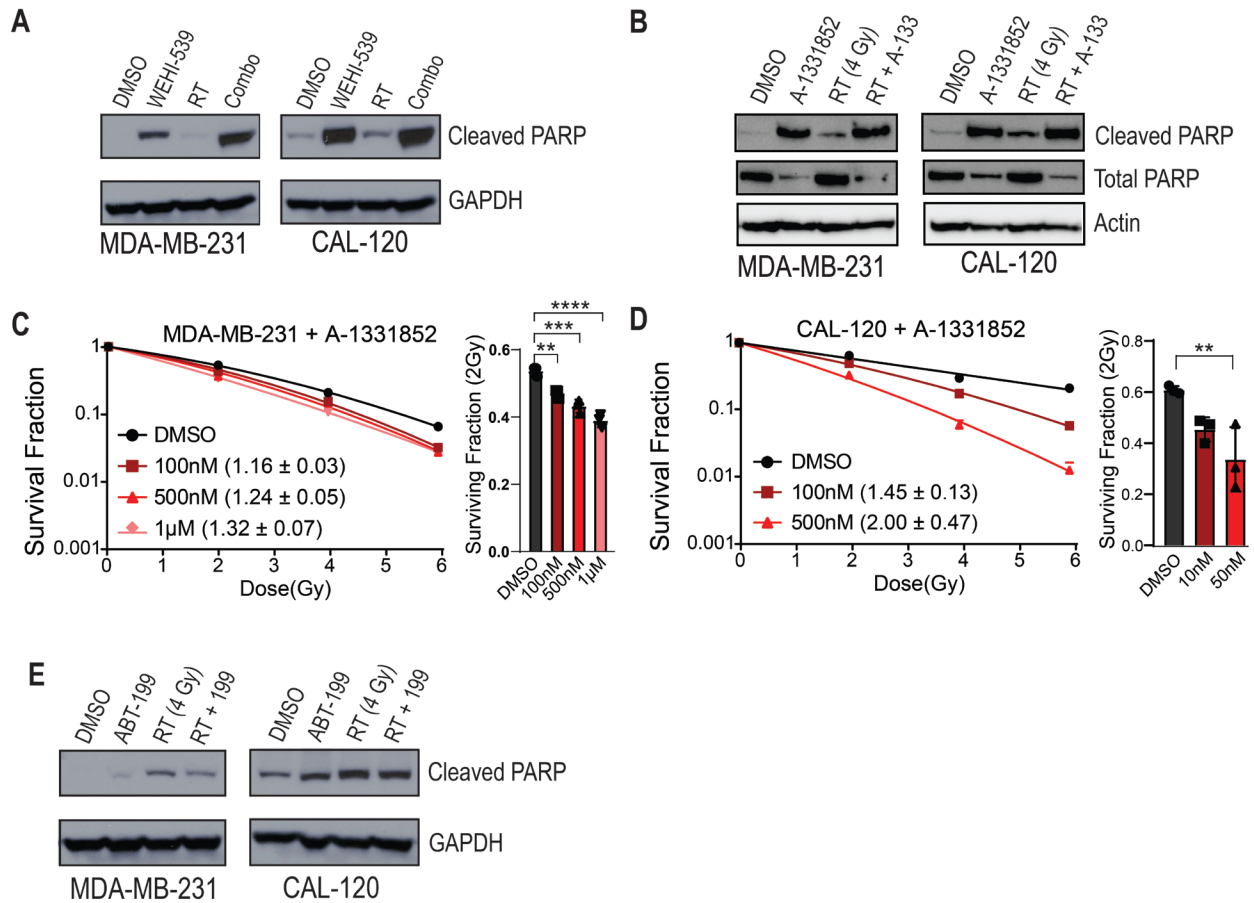 A
DMSO
WEHI-539
RT
Combo
DMSO
WEHI-539
RT
Combo
Cleaved PARP
GAPDH
MDA-MB-231
CAL-120
B
DMSO
A-1331852
RT (4 Gy)
RT + A-133
DMSO
A-1331852
RT (4 Gy)
RT + A-133
Cleaved PARP
Total PARP
Actin
MDA-MB-231
CAL-120
C
MDA-MB-231 + A-1331852
Survival Fraction
1
0.1
0.01
0.001
DMSO
100nM (1.16 ± 0.03)
500nM (1.24 ± 0.05)
1µM (1.32 ± 0.07)
0 1 2 3 4 5 6
Dose(Gy)
Surviving Fraction (2Gy)
0.6
0.4
0.2
0.0
****
***
**
DMSO
100nM
500nM
1µM
D
CAL-120 + A-1331852
Survival Fraction
1
0.1
0.01
0.001
DMSO
100nM (1.45 ± 0.13)
500nM (2.00 ± 0.47)
0 1 2 3 4 5 6
Dose(Gy)
Surviving Fraction (2Gy)
0.8
0.6
0.4
0.2
0.0
**
DMSO
10nM
50nM
E
DMSO
ABT-199
RT (4 Gy)
RT + 199
DMSO
ABT-199
RT (4 Gy)
RT + 199
Cleaved PARP
GAPDH
MDA-MB-231
CAL-120